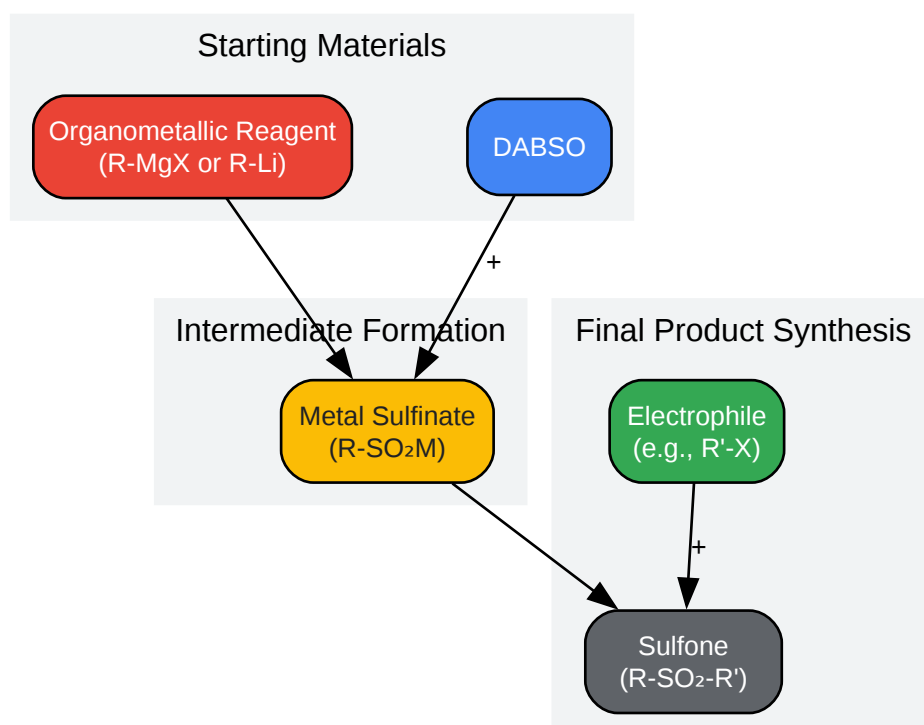 Starting Materials
Organometallic Reagent
(R-MgX or R-Li)
DABSO
+
Intermediate Formation
Final Product Synthesis
Metal Sulfinate
(R-SO₂M)
Electrophile
(e.g., R'-X)
+
Sulfone
(R-SO₂-R')